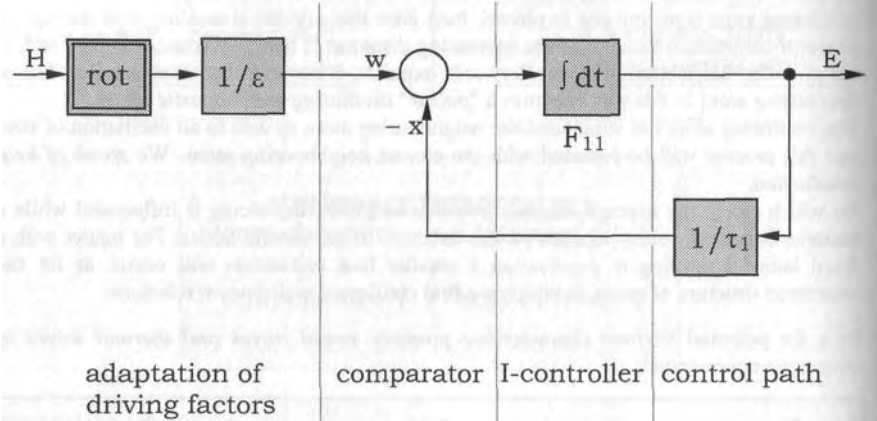 H
rot
1/ε
w
- x
∫ dt
F₁₁
E
1/τ₁
adaptation of
driving factors
comparator
I-controller
control path